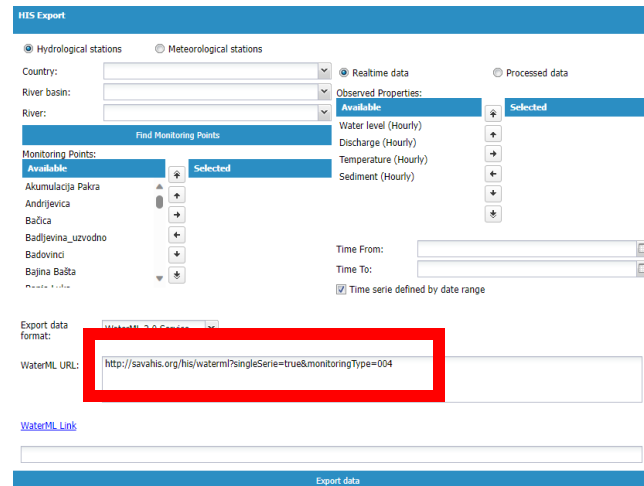 HIS Export
Hydrological stations Meteorological stations
Country: Realtime data Processed data
River basin: Observed Properties:
River: Available Selected
Find Monitoring Points Water level (Hourly)
Discharge (Hourly)
Monitoring Points: Temperature (Hourly)
Available Selected Sediment (Hourly)
Akumulacija Pakra
Andrijevica
Bačica
Badljevina_uzvodno
Badovinci Time From:
Bajina Bašta Time To:
Time serie defined by date range
Export data
format:
WaterML URL: http://savahis.org/his/waterml?singleSerie=true&monitoringType=004
WaterML Link
Export data